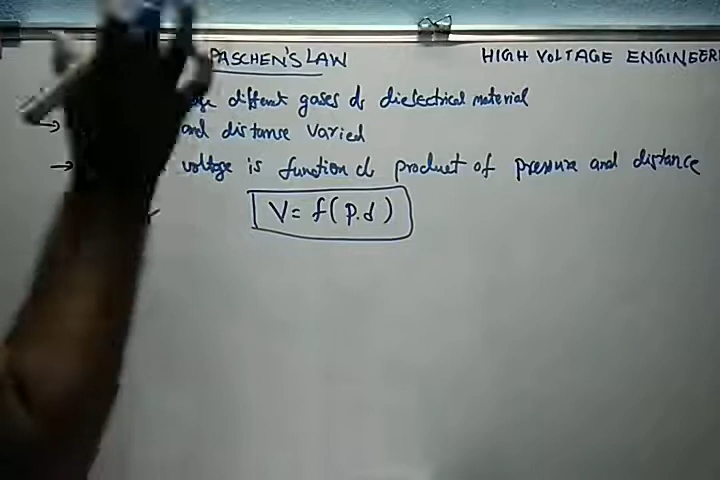 PASCHEN'S LAW HIGH VOLTAGE ENGINEER
diffent gases & dielectrical material
→ and distanse varied
→ voltage is function & product of pressure and distance
V = f(p.d)